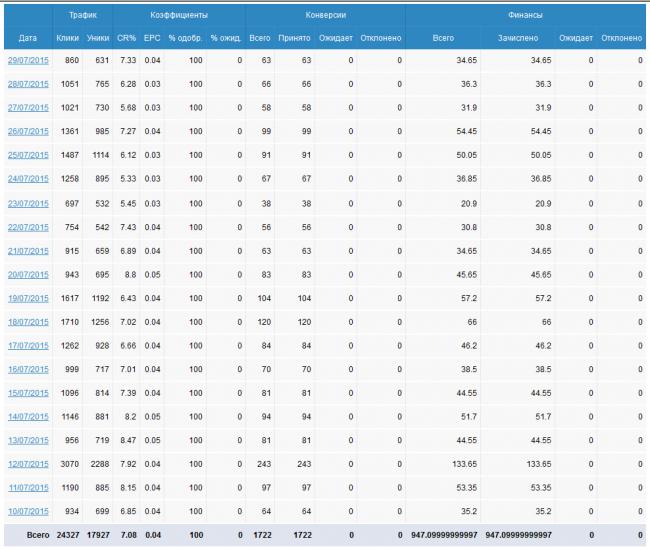 Трафик Коэффициенты Конверсии Финансы
Дата Клики Уники CR% EPC % одобр. % ожид. Всего Принято Ожидает Отклонено Всего Зачислено Ожидает Отклонено
29/07/2015 860 631 7.33 0.04 100 0 63 63 0 0 34.65 34.65 0 0
28/07/2015 1051 765 6.28 0.03 100 0 66 66 0 0 36.3 36.3 0 0
27/07/2015 1021 730 5.68 0.03 100 0 58 58 0 0 31.9 31.9 0 0
26/07/2015 1361 985 7.27 0.04 100 0 99 99 0 0 54.45 54.45 0 0
25/07/2015 1487 1114 6.12 0.03 100 0 91 91 0 0 50.05 50.05 0 0
24/07/2015 1258 895 5.33 0.03 100 0 67 67 0 0 36.85 36.85 0 0
23/07/2015 697 532 5.45 0.03 100 0 38 38 0 0 20.9 20.9 0 0
22/07/2015 754 542 7.43 0.04 100 0 56 56 0 0 30.8 30.8 0 0
21/07/2015 915 659 6.89 0.04 100 0 63 63 0 0 34.65 34.65 0 0
20/07/2015 943 695 8.8 0.05 100 0 83 83 0 0 45.65 45.65 0 0
19/07/2015 1617 1192 6.43 0.04 100 0 104 104 0 0 57.2 57.2 0 0
18/07/2015 1710 1256 7.02 0.04 100 0 120 120 0 0 66 66 0 0
17/07/2015 1262 928 6.66 0.04 100 0 84 84 0 0 46.2 46.2 0 0
16/07/2015 999 717 7.01 0.04 100 0 70 70 0 0 38.5 38.5 0 0
15/07/2015 1096 814 7.39 0.04 100 0 81 81 0 0 44.55 44.55 0 0
14/07/2015 1146 881 8.2 0.05 100 0 94 94 0 0 51.7 51.7 0 0
13/07/2015 956 719 8.47 0.05 100 0 81 81 0 0 44.55 44.55 0 0
12/07/2015 3070 2288 7.92 0.04 100 0 243 243 0 0 133.65 133.65 0 0
11/07/2015 1190 885 8.15 0.04 100 0 97 97 0 0 53.35 53.35 0 0
10/07/2015 934 699 6.85 0.04 100 0 64 64 0 0 35.2 35.2 0 0
Всего 24327 17927 7.08 0.04 100 0 1722 1722 0 0 947.09999999997 947.09999999997 0 0